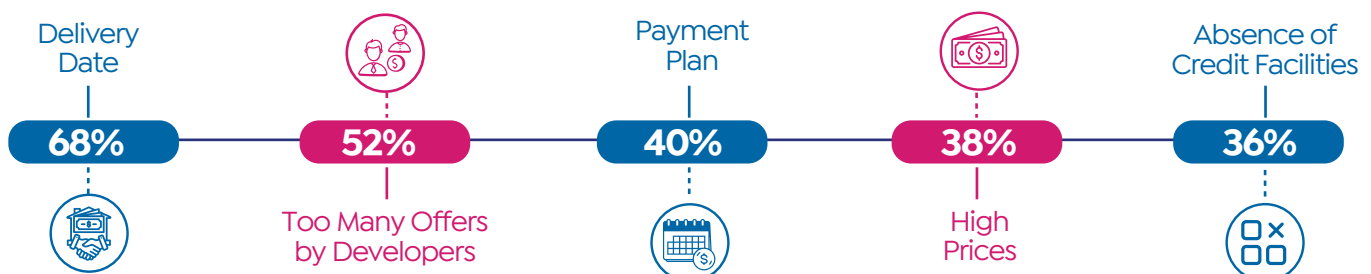 Delivery
Date
68%
52%
Too Many Offers
by Developers
Payment
Plan
40%
38%
High
Prices
Absence of
Credit Facilities
36%